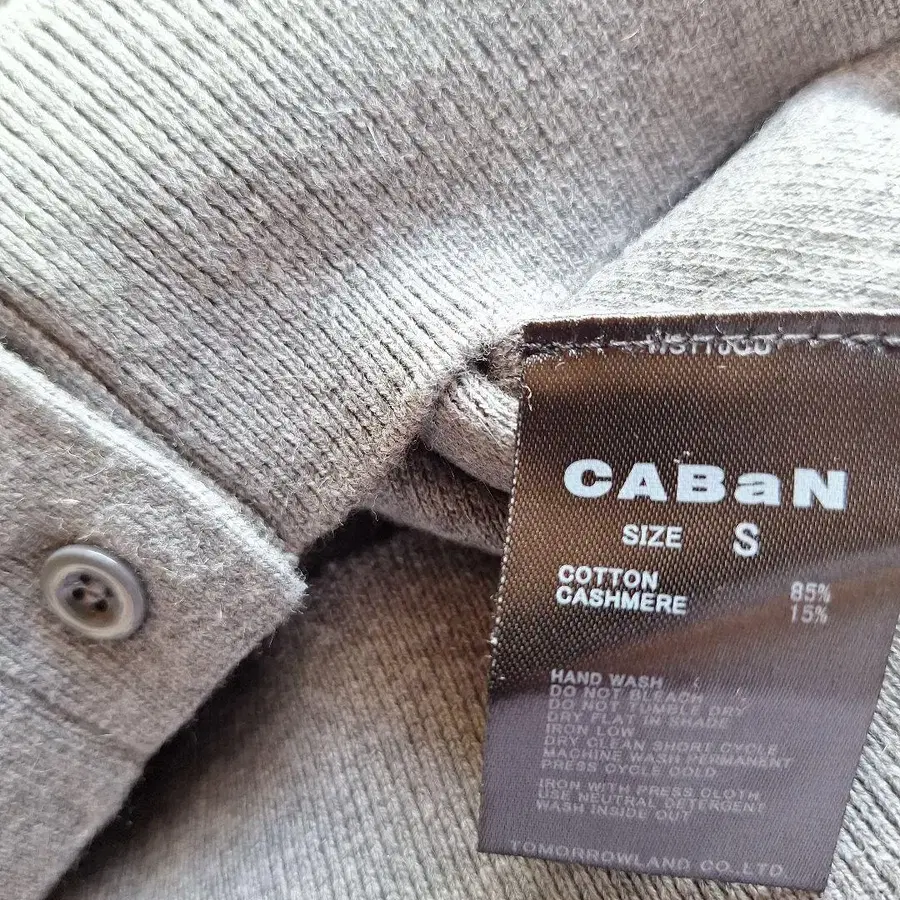 CABaN
SIZE S
COTTON 85%
CASHMERE 15%
HAND WASH
DO NOT BLEACH
DO NOT TUMBLE DRY
DRY FLAT IN SHADE
IRON LOW
DRY CLEAN SHORT CYCLE
MACHINE WASH PERMANENT
PRESS CYCLE COLD
IRON WITH PRESS CLOTH
USE NEUTRAL DETERGENT
WASH INSIDE OUT
TOMORROWLAND CO.,LTD.